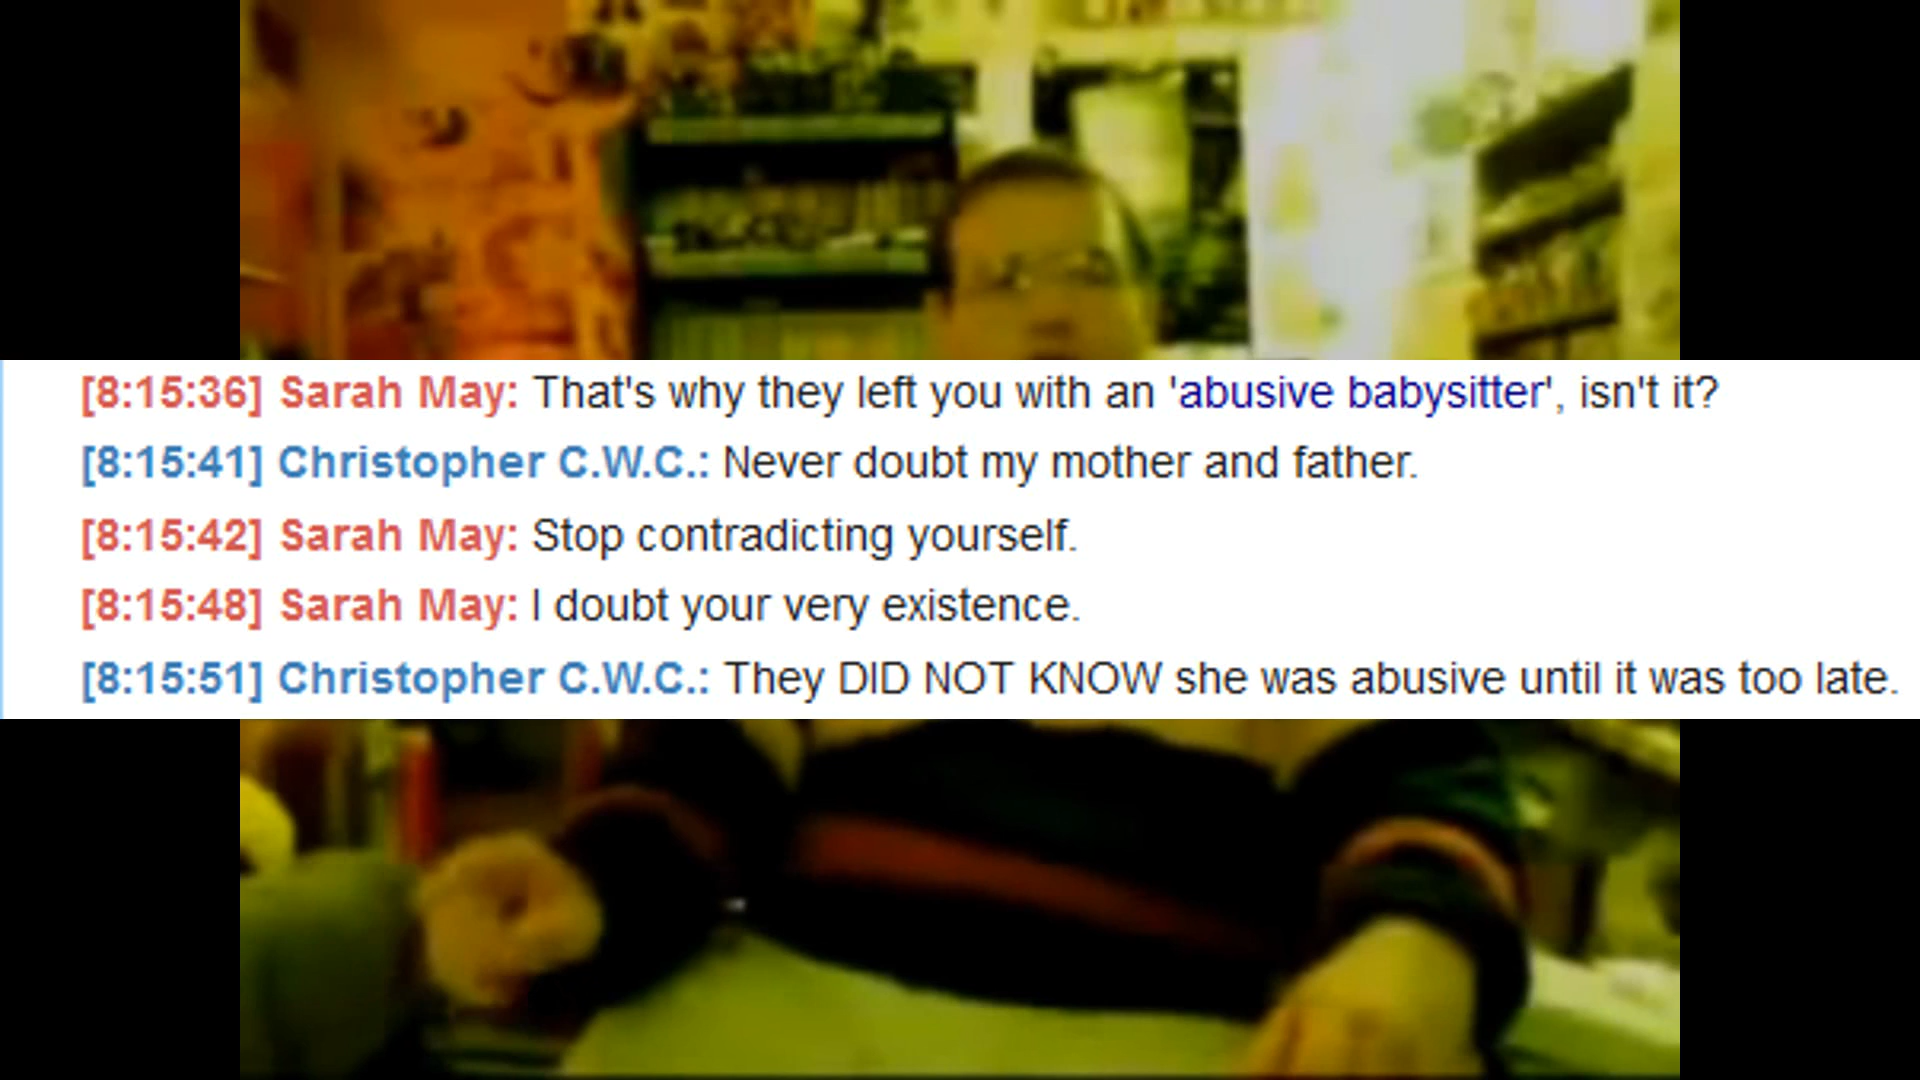 [8:15:36] Sarah May: That's why they left you with an 'abusive babysitter', isn't it?
[8:15:41] Christopher C.W.C.: Never doubt my mother and father.
[8:15:42] Sarah May: Stop contradicting yourself.
[8:15:48] Sarah May: I doubt your very existence.
[8:15:51] Christopher C.W.C.: They DID NOT KNOW she was abusive until it was too late.